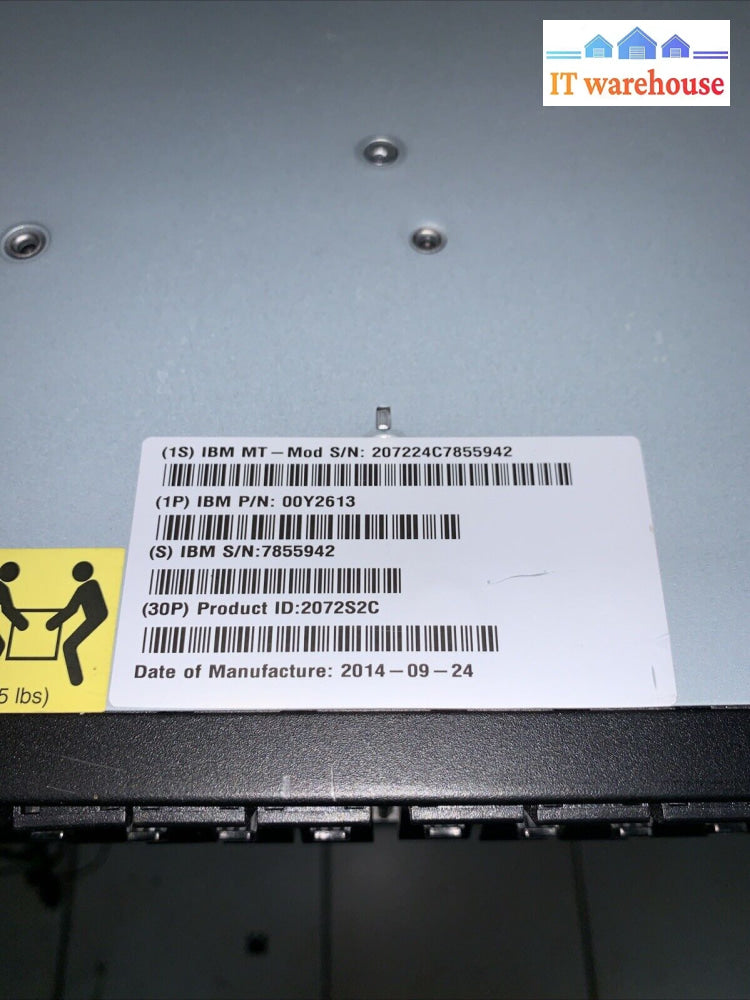 IT warehouse
(1S) IBM MT–Mod S/N: 207224C7855942
(1P) IBM P/N: 00Y2613
(S) IBM S/N:7855942
(30P) Product ID:2072S2C
5 lbs)
Date of Manufacture: 2014–09–24